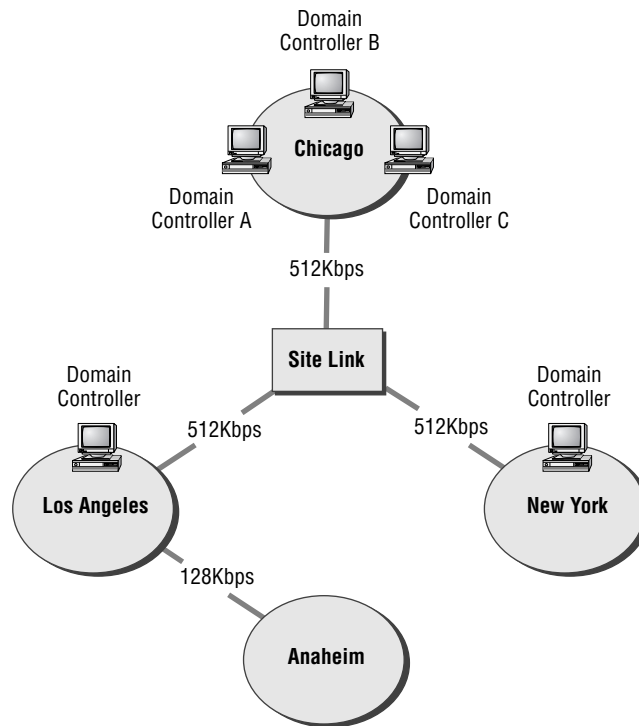 Domain
Controller B
Chicago
Domain
Controller A
Domain
Controller C
512Kbps
Site Link
Domain
Controller
Domain
Controller
512Kbps
512Kbps
Los Angeles
New York
128Kbps
Anaheim